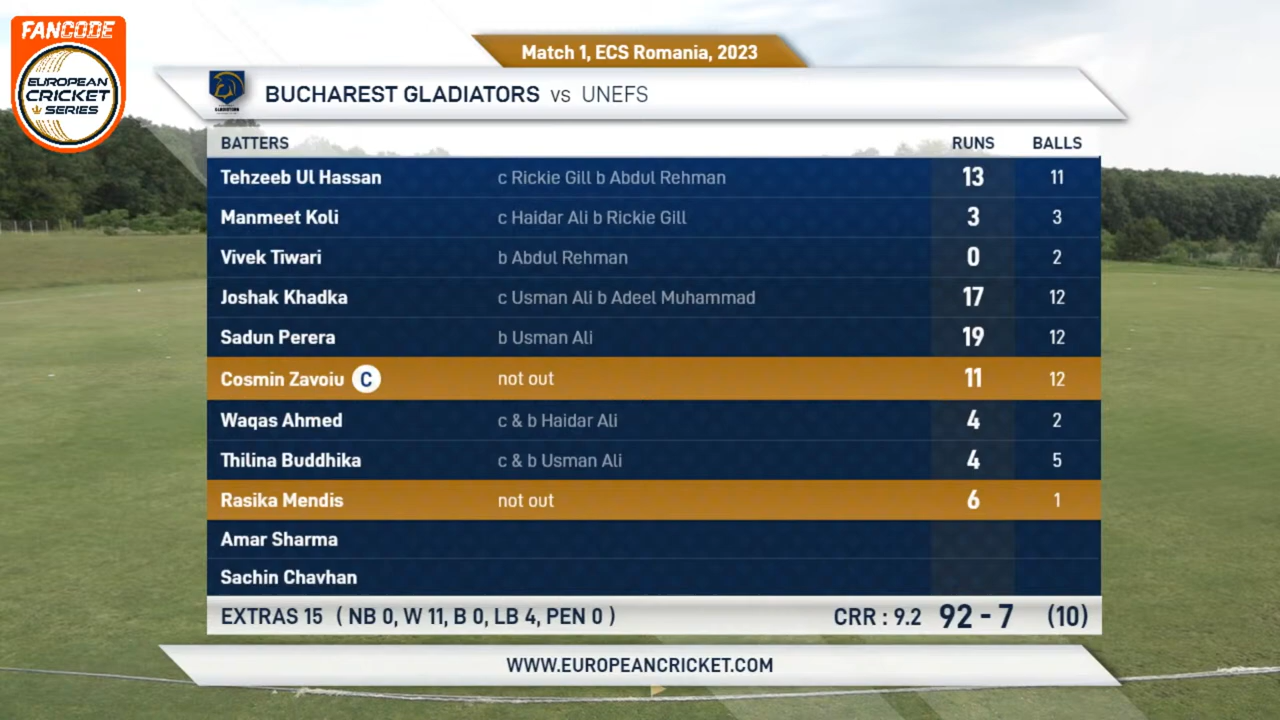 FANCODE
EUROPEAN
CRICKET
SERIES
Match 1, ECS Romania, 2023
BUCHAREST GLADIATORS vs UNEFS
BATTERS RUNS BALLS
Tehzeeb Ul Hassan c Rickie Gill b Abdul Rehman 13 11
Manmeet Koli c Haidar Ali b Rickie Gill 3 3
Vivek Tiwari b Abdul Rehman 0 2
Joshak Khadka c Usman Ali b Adeel Muhammad 17 12
Sadun Perera b Usman Ali 19 12
Cosmin Zavoiu C not out 11 12
Waqas Ahmed c & b Haidar Ali 4 2
Thilina Buddhika c & b Usman Ali 4 5
Rasika Mendis not out 6 1
Amar Sharma
Sachin Chavhan
EXTRAS 15 ( NB 0, W 11, B 0, LB 4, PEN 0 ) CRR : 9.2 92 - 7 (10)
WWW.EUROPEANCRICKET.COM